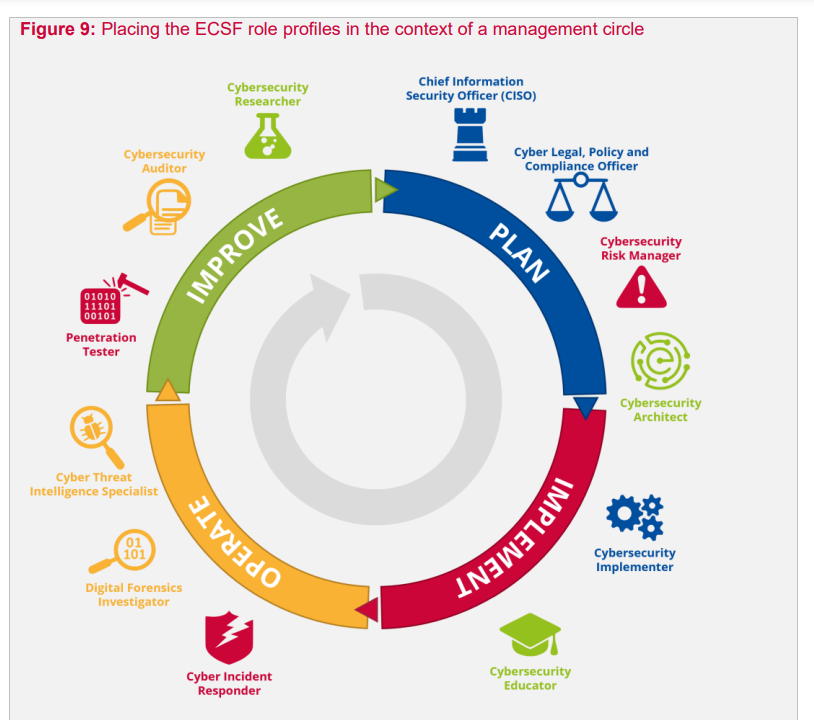 Figure 9: Placing the ECSF role profiles in the context of a management circle
Chief Information
Security Officer (CISO)
Cyber Legal, Policy and
Compliance Officer
Cybersecurity
Risk Manager
Cybersecurity
Architect
Cybersecurity
Implementer
Cybersecurity
Educator
Cyber Incident
Responder
Digital Forensics
Investigator
01
101
Cyber Threat
Intelligence Specialist
Penetration
Tester
01010
11101
00101
Cybersecurity
Auditor
Cybersecurity
Researcher
PLAN
IMPLEMENT
OPERATE
IMPROVE